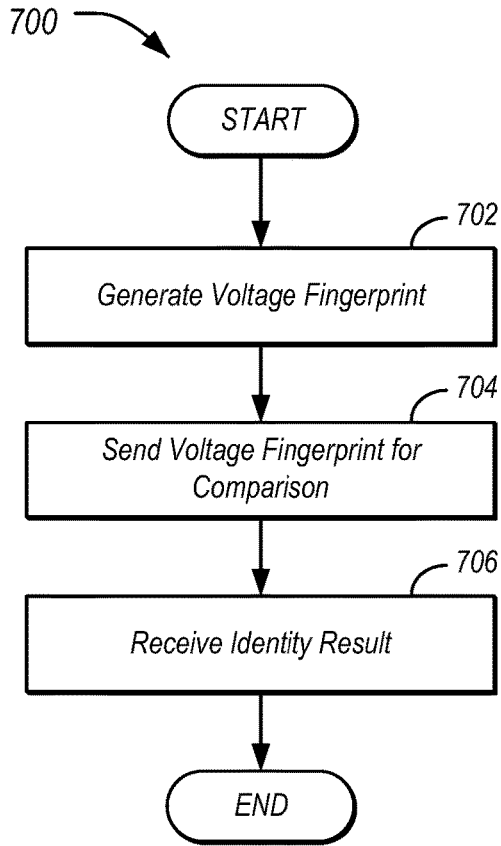 700
START
702
Generate Voltage Fingerprint
704
Send Voltage Fingerprint for
Comparison
706
Receive Identity Result
END